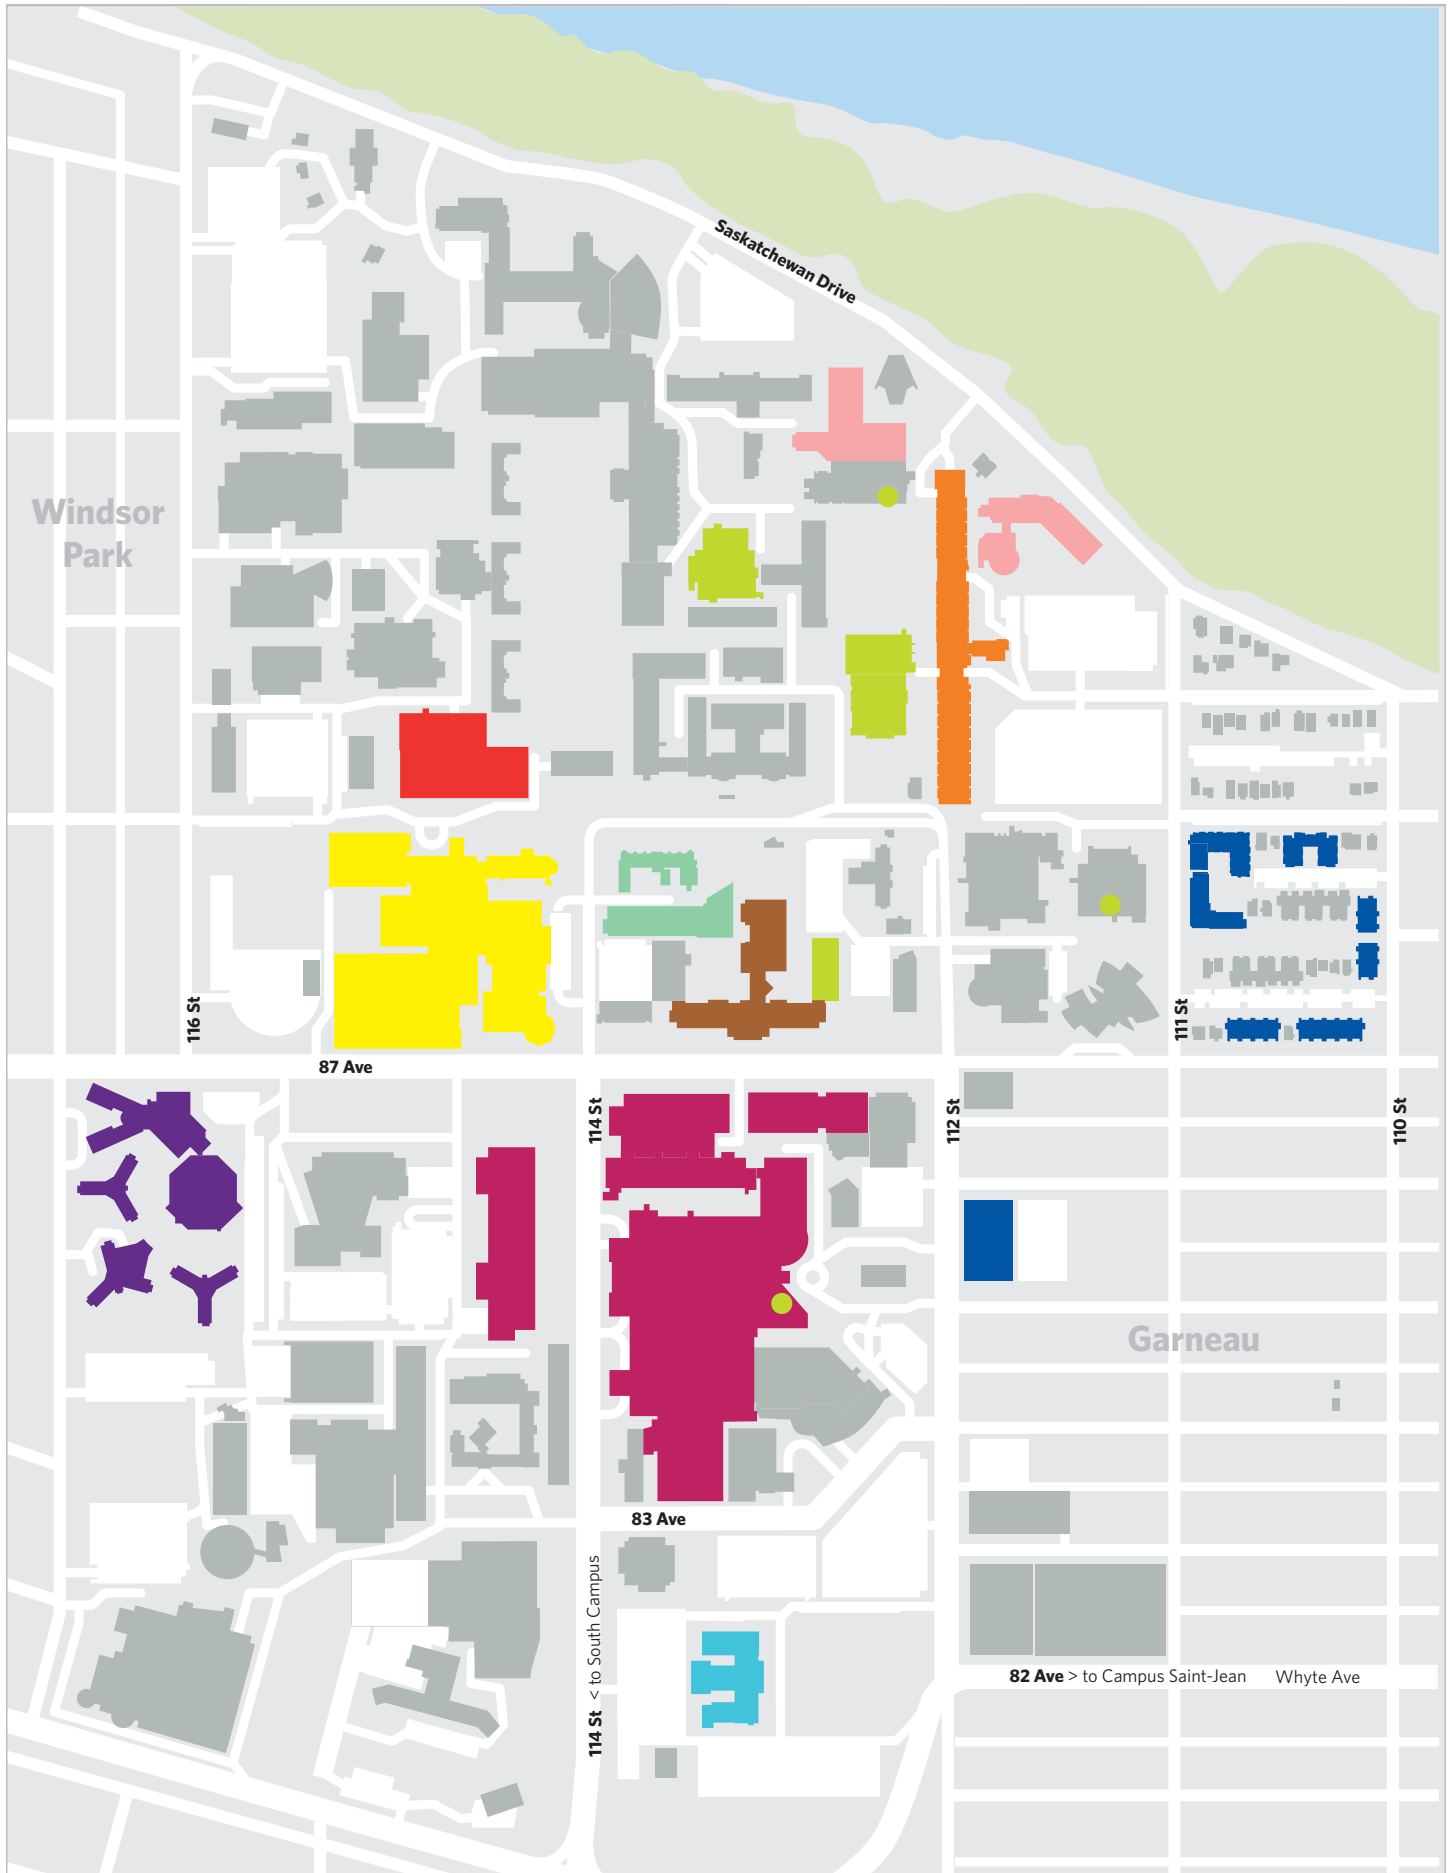 Saskatchewan Drive
Windsor
Park
116 St
111 St
87 Ave
114 St
112 St
110 St
Garneau
83 Ave
114 St < to South Campus
82 Ave > to Campus Saint-Jean Whyte Ave